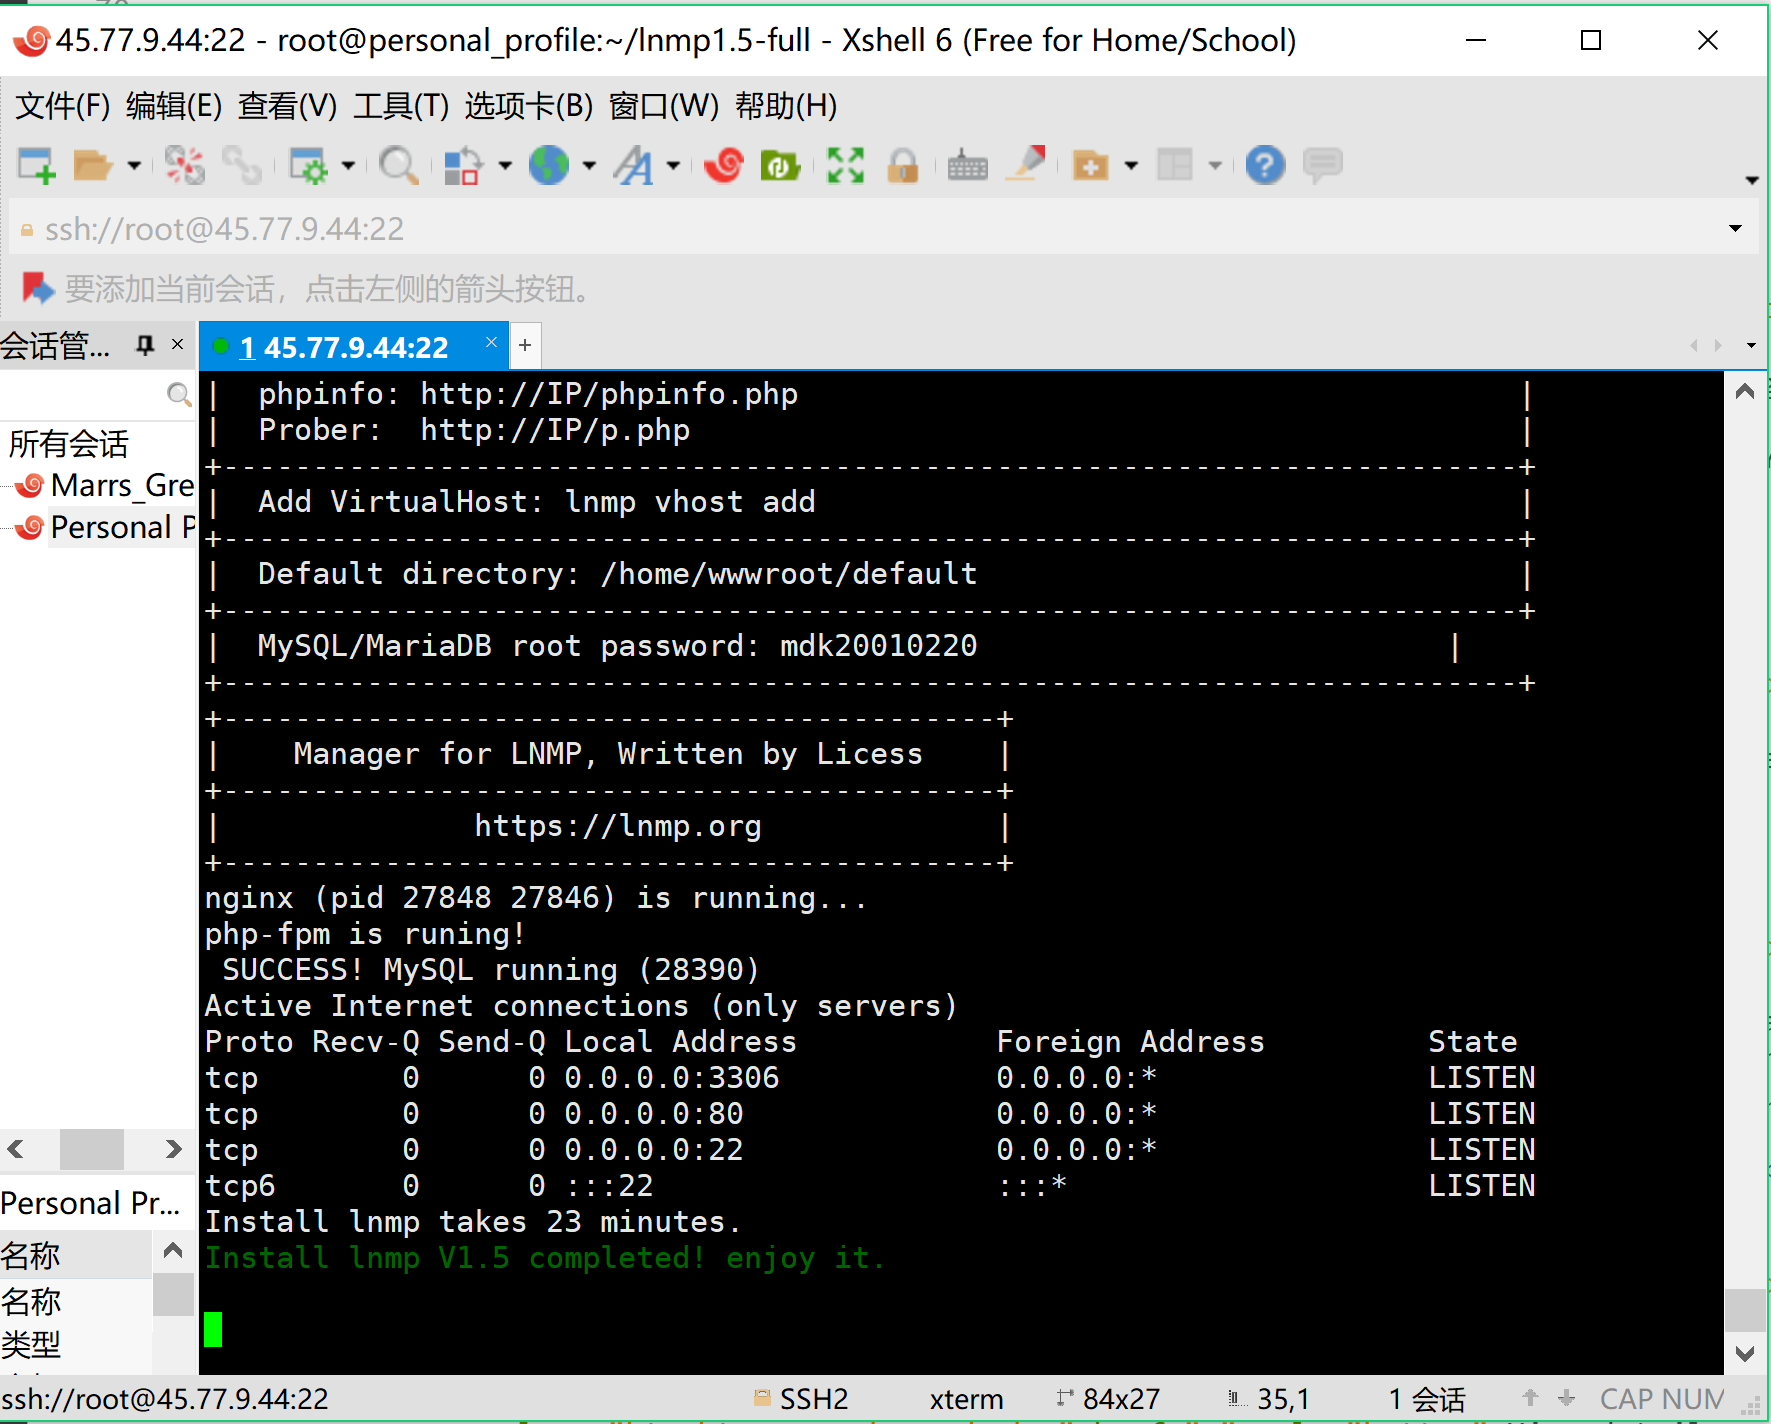 45.77.9.44:22 - root@personal_profile:~/lnmp1.5-full - Xshell 6 (Free for Home/School)
文件(F) 编辑(E) 查看(V) 工具(T) 选项卡(B) 窗口(W) 帮助(H)
ssh://root@45.77.9.44:22
要添加当前会话，点击左侧的箭头按钮。
会话管...
1 45.77.9.44:22
所有会话
Marrs_Gre
Personal P
|  phpinfo: http://IP/phpinfo.php                                        |
|  Prober:  http://IP/p.php                                              |
+------------------------------------------------------------------------+
|  Add VirtualHost: lnmp vhost add                                       |
+------------------------------------------------------------------------+
|  Default directory: /home/wwwroot/default                              |
+------------------------------------------------------------------------+
|  MySQL/MariaDB root password: mdk20010220                          |
+------------------------------------------------------------------------+
+-------------------------------------------+
|    Manager for LNMP, Written by Licess    |
+-------------------------------------------+
|              https://lnmp.org             |
+-------------------------------------------+
nginx (pid 27848 27846) is running...
php-fpm is runing!
 SUCCESS! MySQL running (28390)
Active Internet connections (only servers)
Proto Recv-Q Send-Q Local Address           Foreign Address         State
tcp        0      0 0.0.0.0:3306            0.0.0.0:*               LISTEN
tcp        0      0 0.0.0.0:80              0.0.0.0:*               LISTEN
tcp        0      0 0.0.0.0:22              0.0.0.0:*               LISTEN
tcp6       0      0 :::22                   :::*                    LISTEN
Install lnmp takes 23 minutes.
Install lnmp V1.5 completed! enjoy it.
Personal Pr...
名称
名称
类型
ssh://root@45.77.9.44:22 SSH2 xterm 84x27 35,1 1 会话 CAP NUM